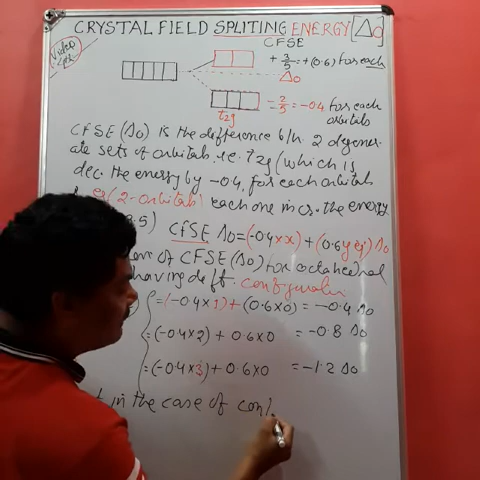 CRYSTAL FIELD SPLITING ENERGY [Δo]
CFSE
Video
+ 3/5 = +(0.6) for each
Δo
= 2/5 = -0.4 for each
orbitals
t2g
CFSE (Δo) is the difference b/n. 2 degener-
ate sets of orbitals. i.e. t2g (which is
dec. the energy by -0.4, for each orbitals
eg (2-orbitals) each one incrs. the energy
CFSE Δo = (-0.4×x) + (0.6×y eg) Δo
of CFSE (Δo) for octahedral
having deff. configuration
= (-0.4×1) + (0.6×0) = -0.4 Δo
= (-0.4×2) + 0.6×0 = -0.8 Δo
= (-0.4×3) + 0.6×0 = -1.2 Δo
in the case of conf